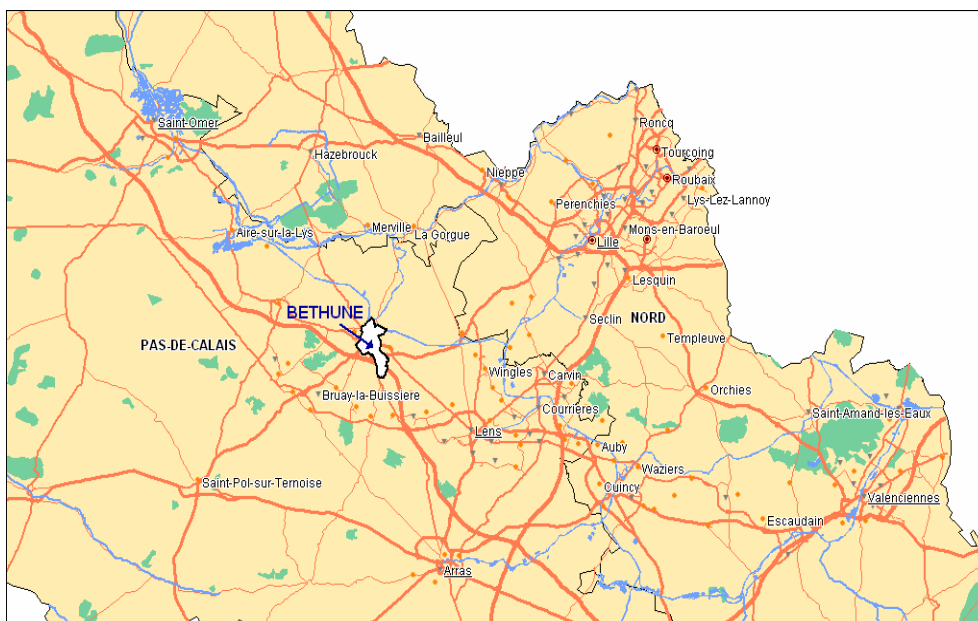 Roncq
Saint-Omer
Bailleul
Tourcoing
Hazebrouck
Nieppe
Roubaix
Perenchies
Lys-Lez-Lannoy
Merville
La Gorgue
Mons-en-Baroeul
Aire-sur-la-Lys
Lille
Lesquin
BETHUNE
Seclin
NORD
Templeuve
PAS-DE-CALAIS
Wingles
Carvin
Orchies
Bruay-la-Buissiere
Courrières
Saint-Amand-les-Eaux
Lens
Auby
Waziers
Saint-Pol-sur-Ternoise
Cuincy
Valenciennes
Escaudain
Arras